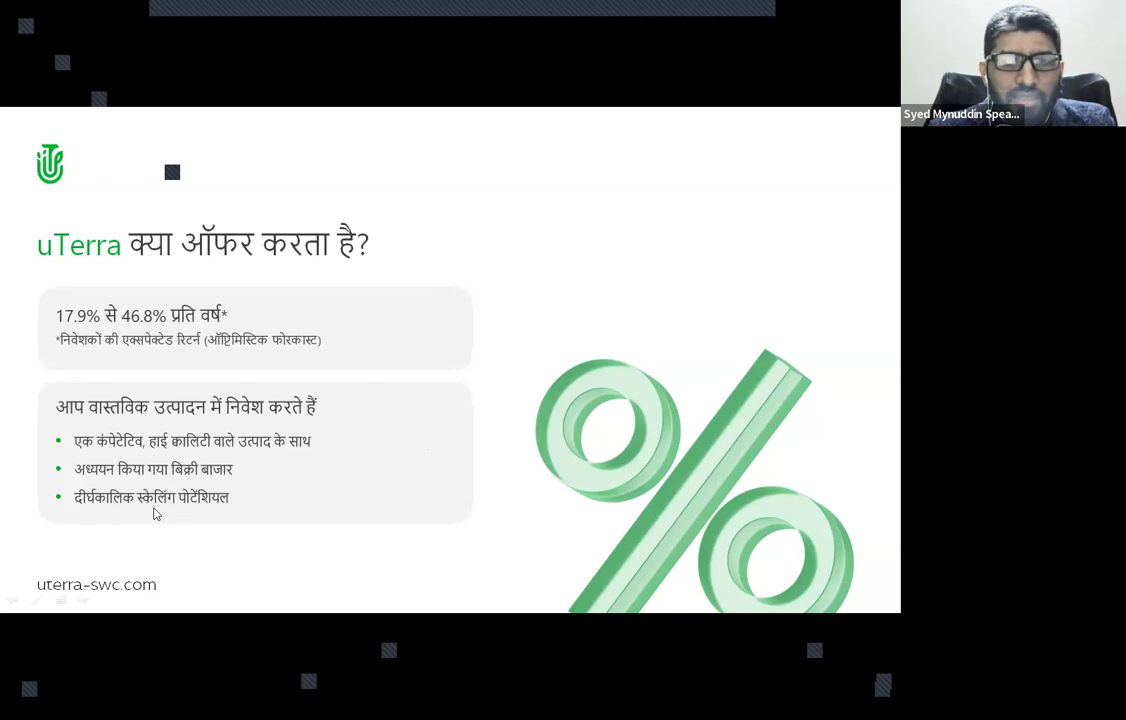 Syed Mynuddin Spea...
uTerra क्या ऑफर करता है?
17.9% से 46.8% प्रति वर्ष*
*निवेशकों की एक्सपेक्टेड रिटर्न (ऑप्टिमिस्टिक फोरकास्ट)
आप वास्तविक उत्पादन में निवेश करते हैं
• एक कंपेटेटिव, हाई क्वालिटी वाले उत्पाद के साथ
• अध्ययन किया गया बिक्री बाजार
• दीर्घकालिक स्केलिंग पोटेंशियल
uterra-swc.com